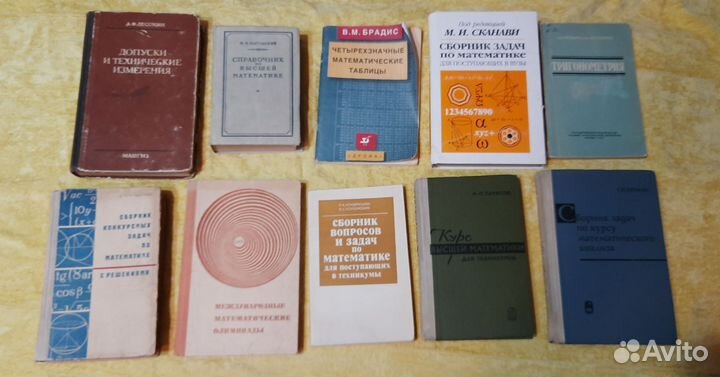 ДОПУСКИ
И ТЕХНИЧЕСКИЕ
ИЗМЕРЕНИЯ
МАШГИЗ
СПРАВОЧНИК
ПО
ВЫСШЕЙ
МАТЕМАТИКЕ
В.М. БРАДИС
ЧЕТЫРЕХЗНАЧНЫЕ
МАТЕМАТИЧЕСКИЕ
ТАБЛИЦЫ
ДРОФА
Под редакцией
М. И. СКАНАВИ
СБОРНИК ЗАДАЧ
по математике
ДЛЯ ПОСТУПАЮЩИХ В ВУЗЫ
1234567890
α
xyz+
ω
ТРИГОНОМЕТРИЯ
СБОРНИК
КОНКУРСНЫХ
ЗАДАЧ ПО
МАТЕМАТИКЕ
С РЕШЕНИЯМИ
cosβ
МЕЖДУНАРОДНЫЕ
МАТЕМАТИЧЕСКИЕ
ОЛИМПИАДЫ
СБОРНИК
ВОПРОСОВ
И ЗАДАЧ
по
математике
для поступающих
в техникумы
Курс
ВЫСШЕЙ МАТЕМАТИКИ
ДЛЯ ТЕХНИКУМОВ
Сборник задач
по курсу
математического
анализа
Avito